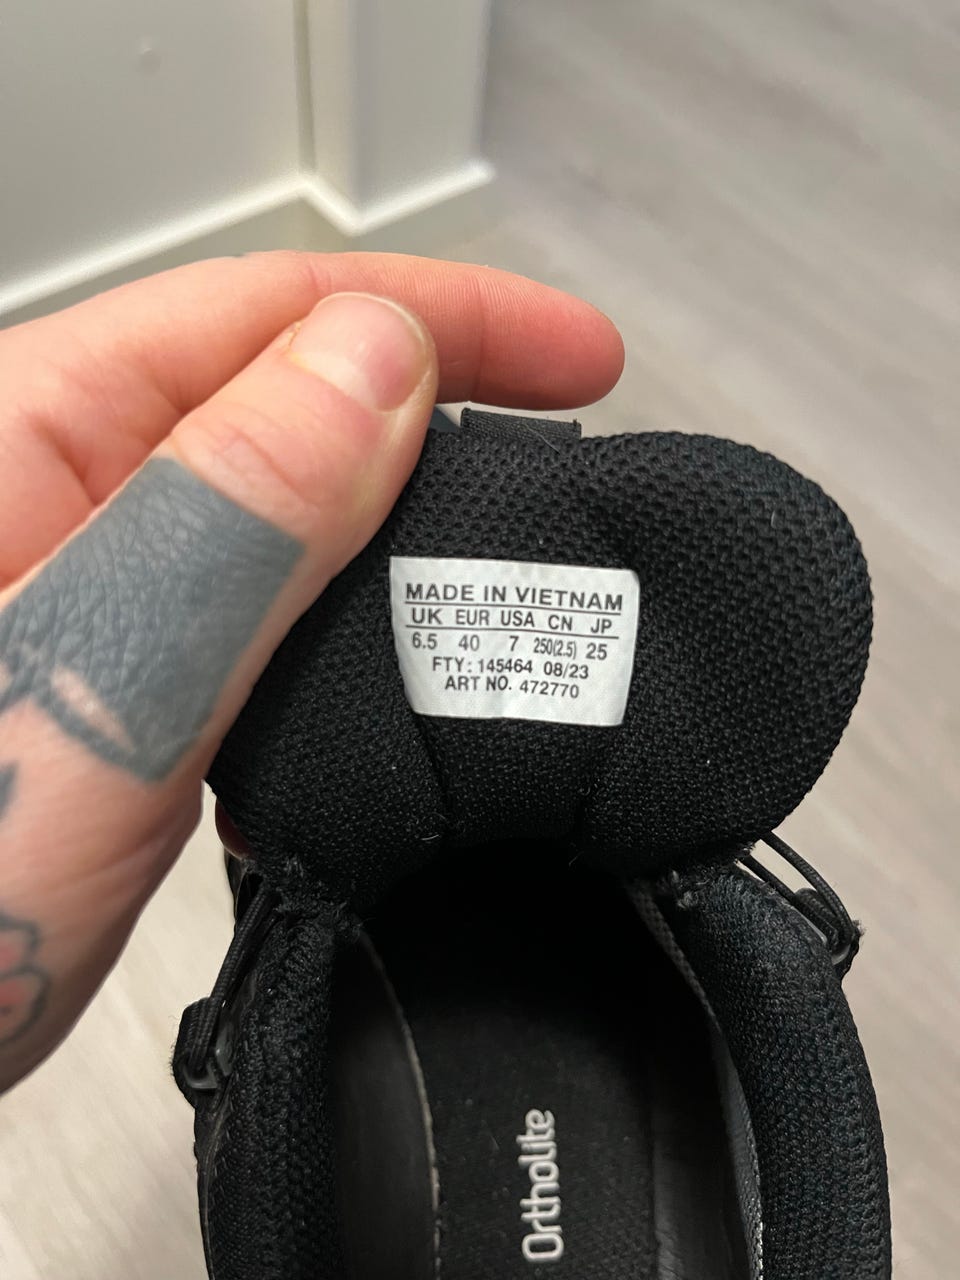 MADE IN VIETNAM
UK EUR USA CN JP
6.5 40 7 250(2.5) 25
FTY: 145464 08/23
ART NO. 472770
Ortholite